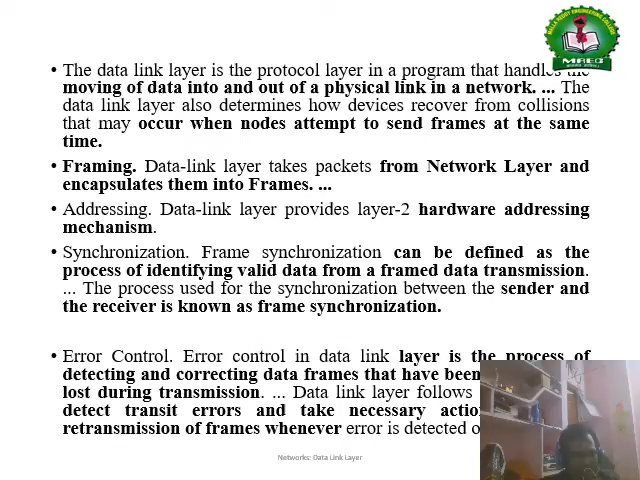 MALLA REDDY ENGINEERING COLLEGE
MREC
• The data link layer is the protocol layer in a program that handles the
moving of data into and out of a physical link in a network. ... The
data link layer also determines how devices recover from collisions
that may occur when nodes attempt to send frames at the same
time.
• Framing. Data-link layer takes packets from Network Layer and
encapsulates them into Frames. ...
• Addressing. Data-link layer provides layer-2 hardware addressing
mechanism.
• Synchronization. Frame synchronization can be defined as the
process of identifying valid data from a framed data transmission.
... The process used for the synchronization between the sender and
the receiver is known as frame synchronization.
• Error Control. Error control in data link layer is the process of
detecting and correcting data frames that have been
lost during transmission. ... Data link layer follows
detect transit errors and take necessary
retransmission of frames whenever error is detected
Networks: Data Link Layer